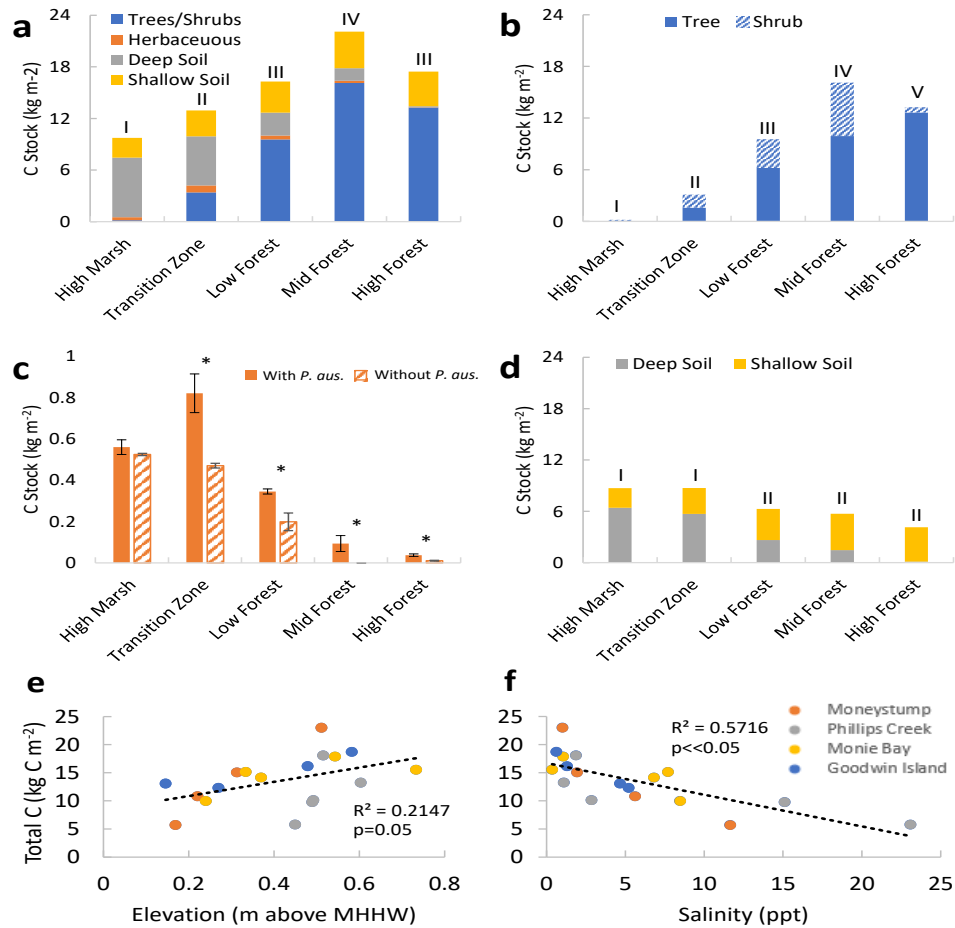 a
Trees/Shrubs
Herbaceuous
Deep Soil
Shallow Soil
C Stock (kg m-2)
24
18
12
6
0
I
II
III
IV
III
High Marsh
Transition Zone
Low Forest
Mid Forest
High Forest
b
Tree
Shrub
C Stock (kg m⁻²)
24
18
12
6
0
I
II
III
IV
V
High Marsh
Transition Zone
Low Forest
Mid Forest
High Forest
c
With P. aus.
Without P. aus.
C Stock (kg m⁻²)
1
0.8
0.6
0.4
0.2
0
*
*
*
*
High Marsh
Transition Zone
Low Forest
Mid Forest
High Forest
d
Deep Soil
Shallow Soil
C Stock (kg m⁻²)
24
18
12
6
0
I
I
II
II
II
High Marsh
Transition Zone
Low Forest
Mid Forest
High Forest
e
Total C (kg C m⁻²)
25
20
15
10
5
0
R² = 0.2147
p=0.05
0 0.2 0.4 0.6 0.8
Elevation (m above MHHW)
f
25
20
15
10
5
0
R² = 0.5716
p<<0.05
Moneystump
Phillips Creek
Monie Bay
Goodwin Island
0 5 10 15 20 25
Salinity (ppt)